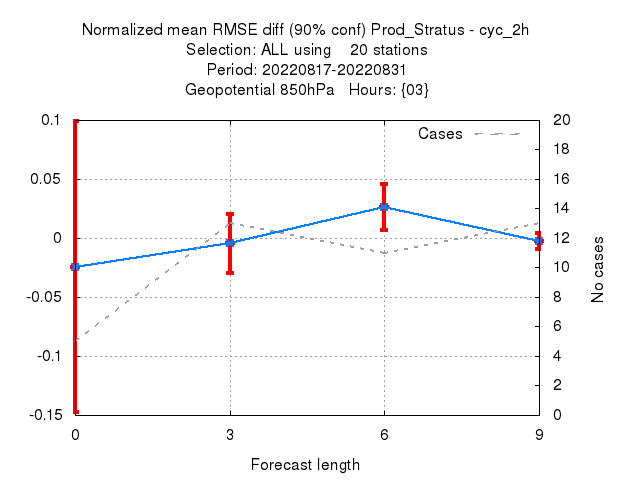 Normalized mean RMSE diff (90% conf) Prod_Stratus - cyc_2h
Selection: ALL using    20 stations
Period: 20220817-20220831
Geopotential 850hPa   Hours: {03}
Cases
0.1
0.05
0
-0.05
-0.1
-0.15
20
18
16
14
12
10
8
6
4
2
0
No cases
0 3 6 9
Forecast length